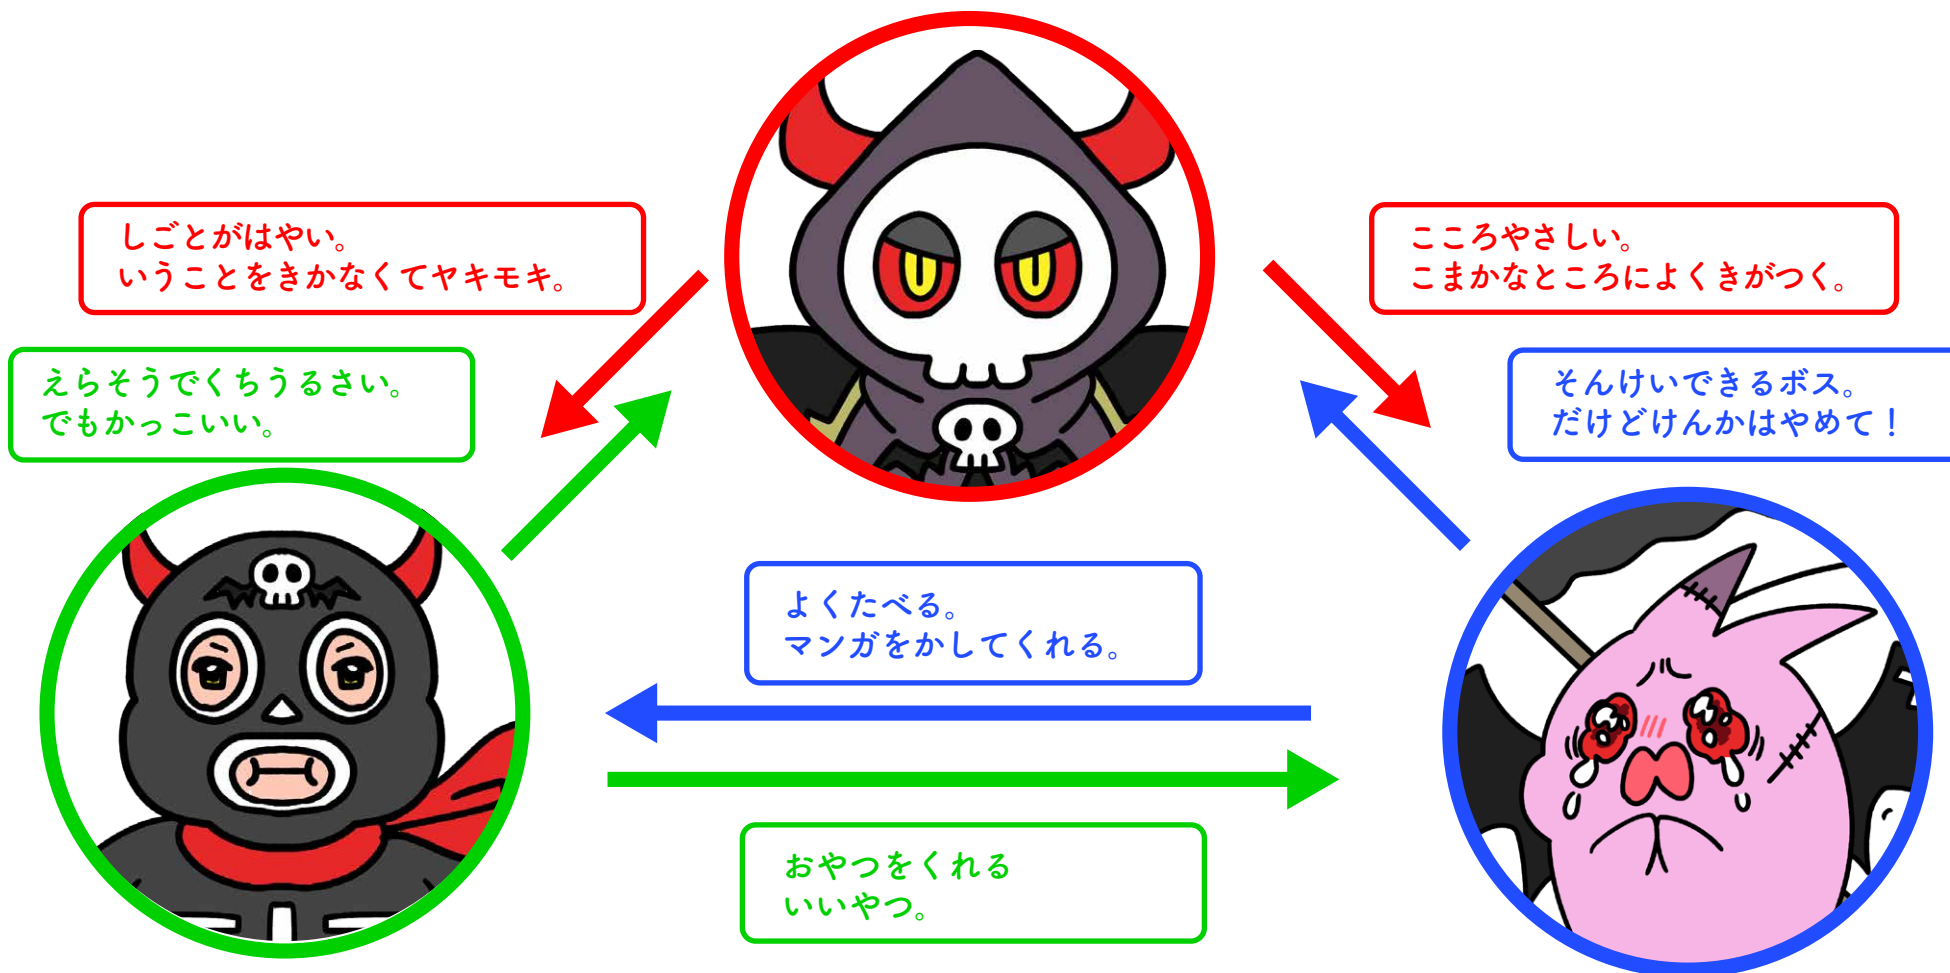 しごとがはやい。
いうことをきかなくてヤキモキ。
こころやさしい。
こまかなところによくきがつく。
えらそうでくちうるさい。
でもかっこいい。
そんけいできるボス。
だけどけんかはやめて！
よくたべる。
マンガをかしてくれる。
おやつをくれる
いいやつ。